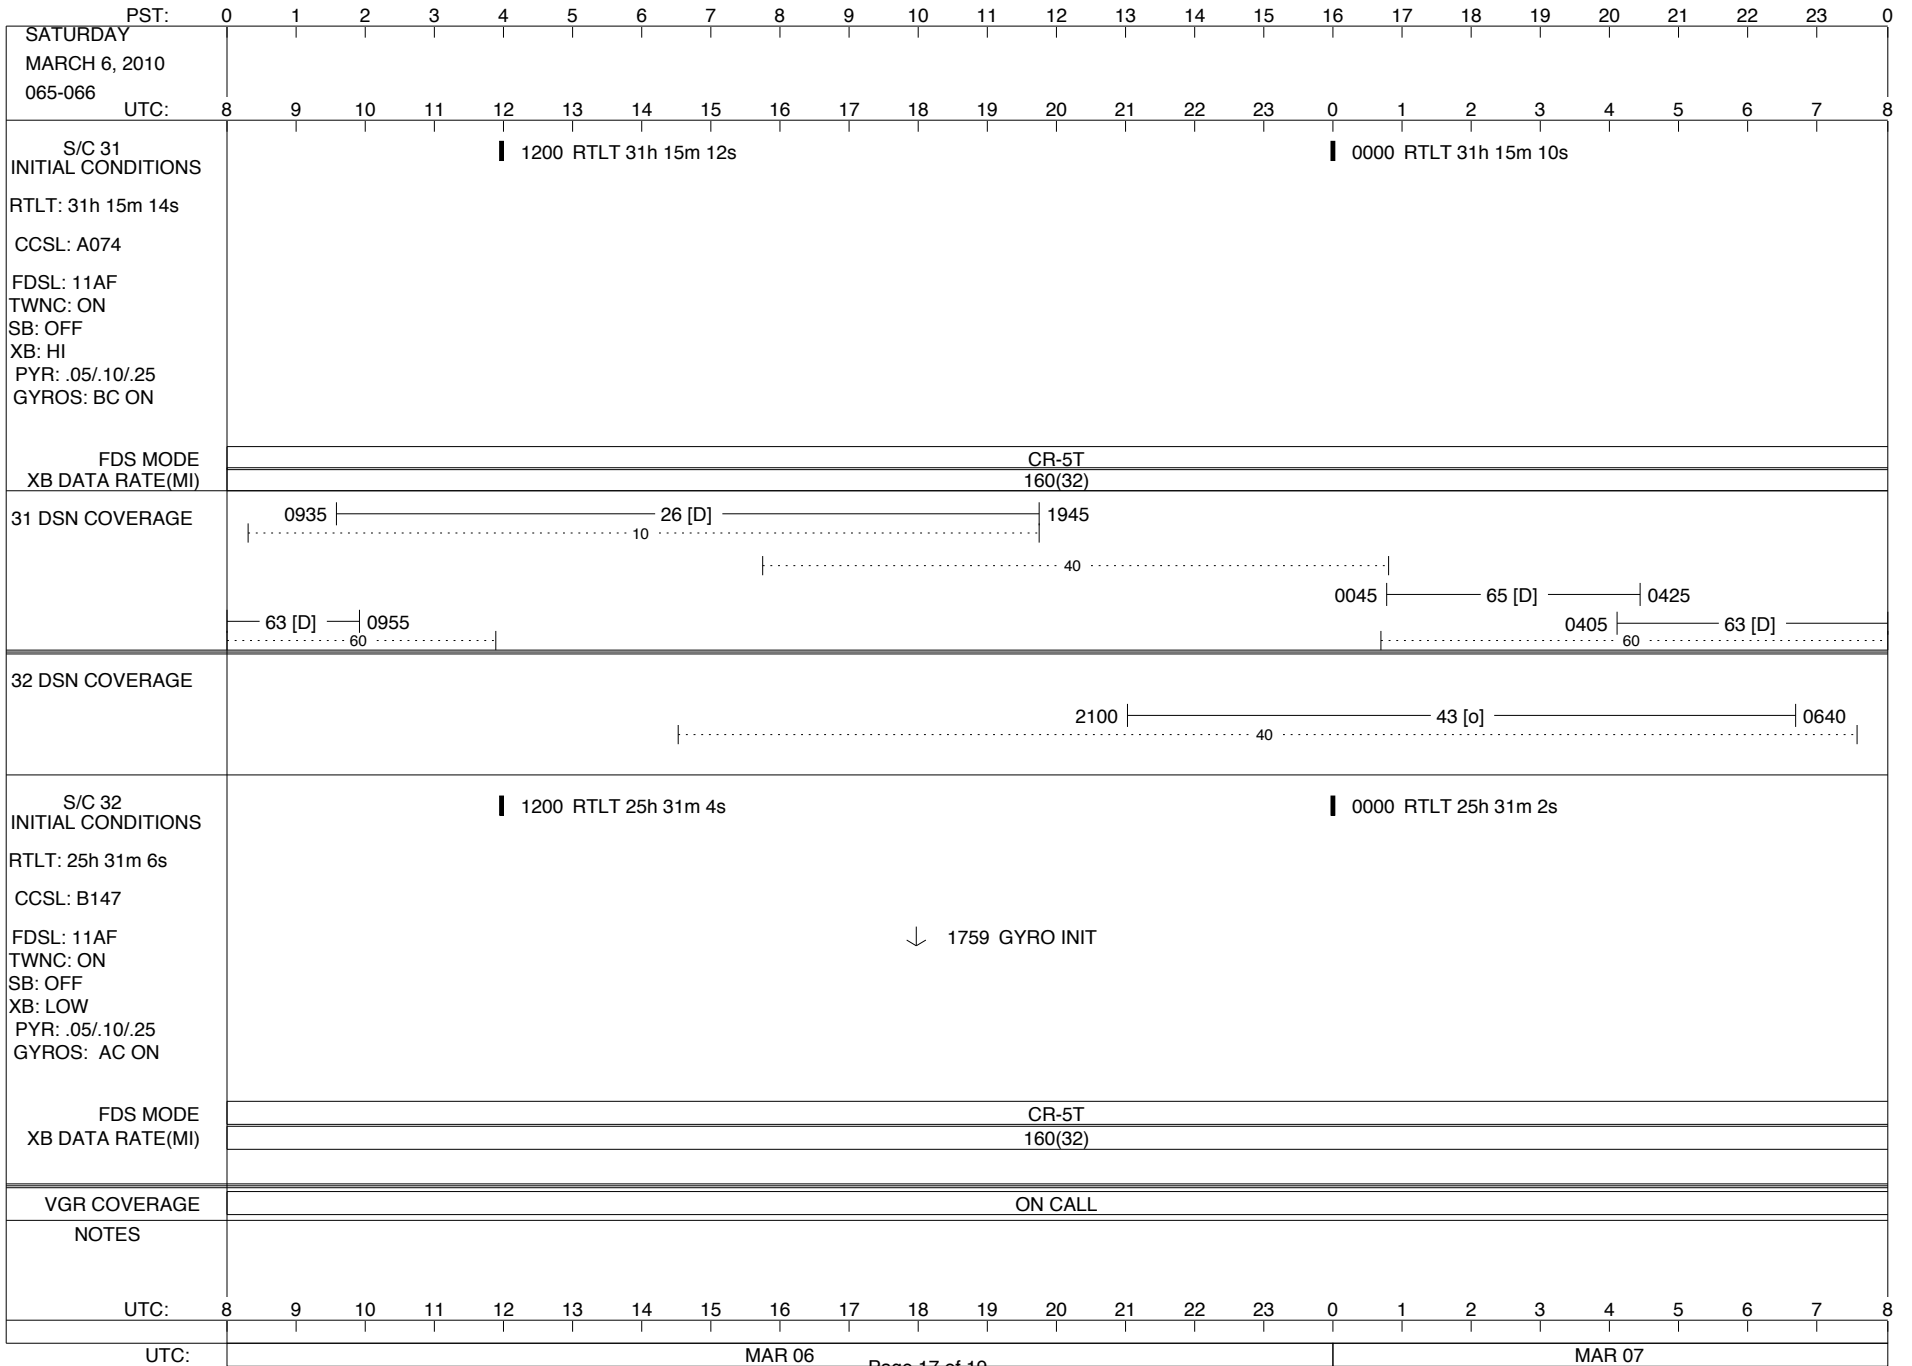 PST: 0 1 2 3 4 5 6 7 8 9 10 11 12 13 14 15 16 17 18 19 20 21 22 23 0
SATURDAY
MARCH 6, 2010
065-066
UTC: 8 9 10 11 12 13 14 15 16 17 18 19 20 21 22 23 0 1 2 3 4 5 6 7 8
S/C 31
INITIAL CONDITIONS
1200 RTLT 31h 15m 12s
0000 RTLT 31h 15m 10s
RTLT: 31h 15m 14s
CCSL: A074
FDSL: 11AF
TWNC: ON
SB: OFF
XB: HI
PYR: .05/.10/.25
GYROS: BC ON
FDS MODE CR-5T
XB DATA RATE(MI) 160(32)
31 DSN COVERAGE
0935 26 [D] 1945
10
40
0045 65 [D] 0425
63 [D] 0955
0405 63 [D]
60
60
32 DSN COVERAGE
2100 43 [o] 0640
40
S/C 32
INITIAL CONDITIONS
1200 RTLT 25h 31m 4s
0000 RTLT 25h 31m 2s
RTLT: 25h 31m 6s
CCSL: B147
FDSL: 11AF
1759 GYRO INIT
TWNC: ON
SB: OFF
XB: LOW
PYR: .05/.10/.25
GYROS: AC ON
FDS MODE CR-5T
XB DATA RATE(MI) 160(32)
VGR COVERAGE ON CALL
NOTES
UTC: 8 9 10 11 12 13 14 15 16 17 18 19 20 21 22 23 0 1 2 3 4 5 6 7 8
UTC: MAR 06 MAR 07
Page 17 of 19